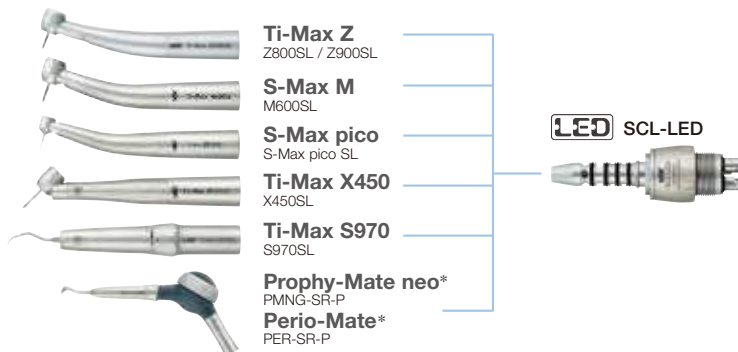 Ti-Max Z
Z800SL / Z900SL
S-Max M
M600SL
S-Max pico
S-Max pico SL
Ti-Max X450
X450SL
Ti-Max S970
S970SL
Prophy-Mate neo*
PMNG-SR-P
Perio-Mate*
PER-SR-P
LED SCL-LED